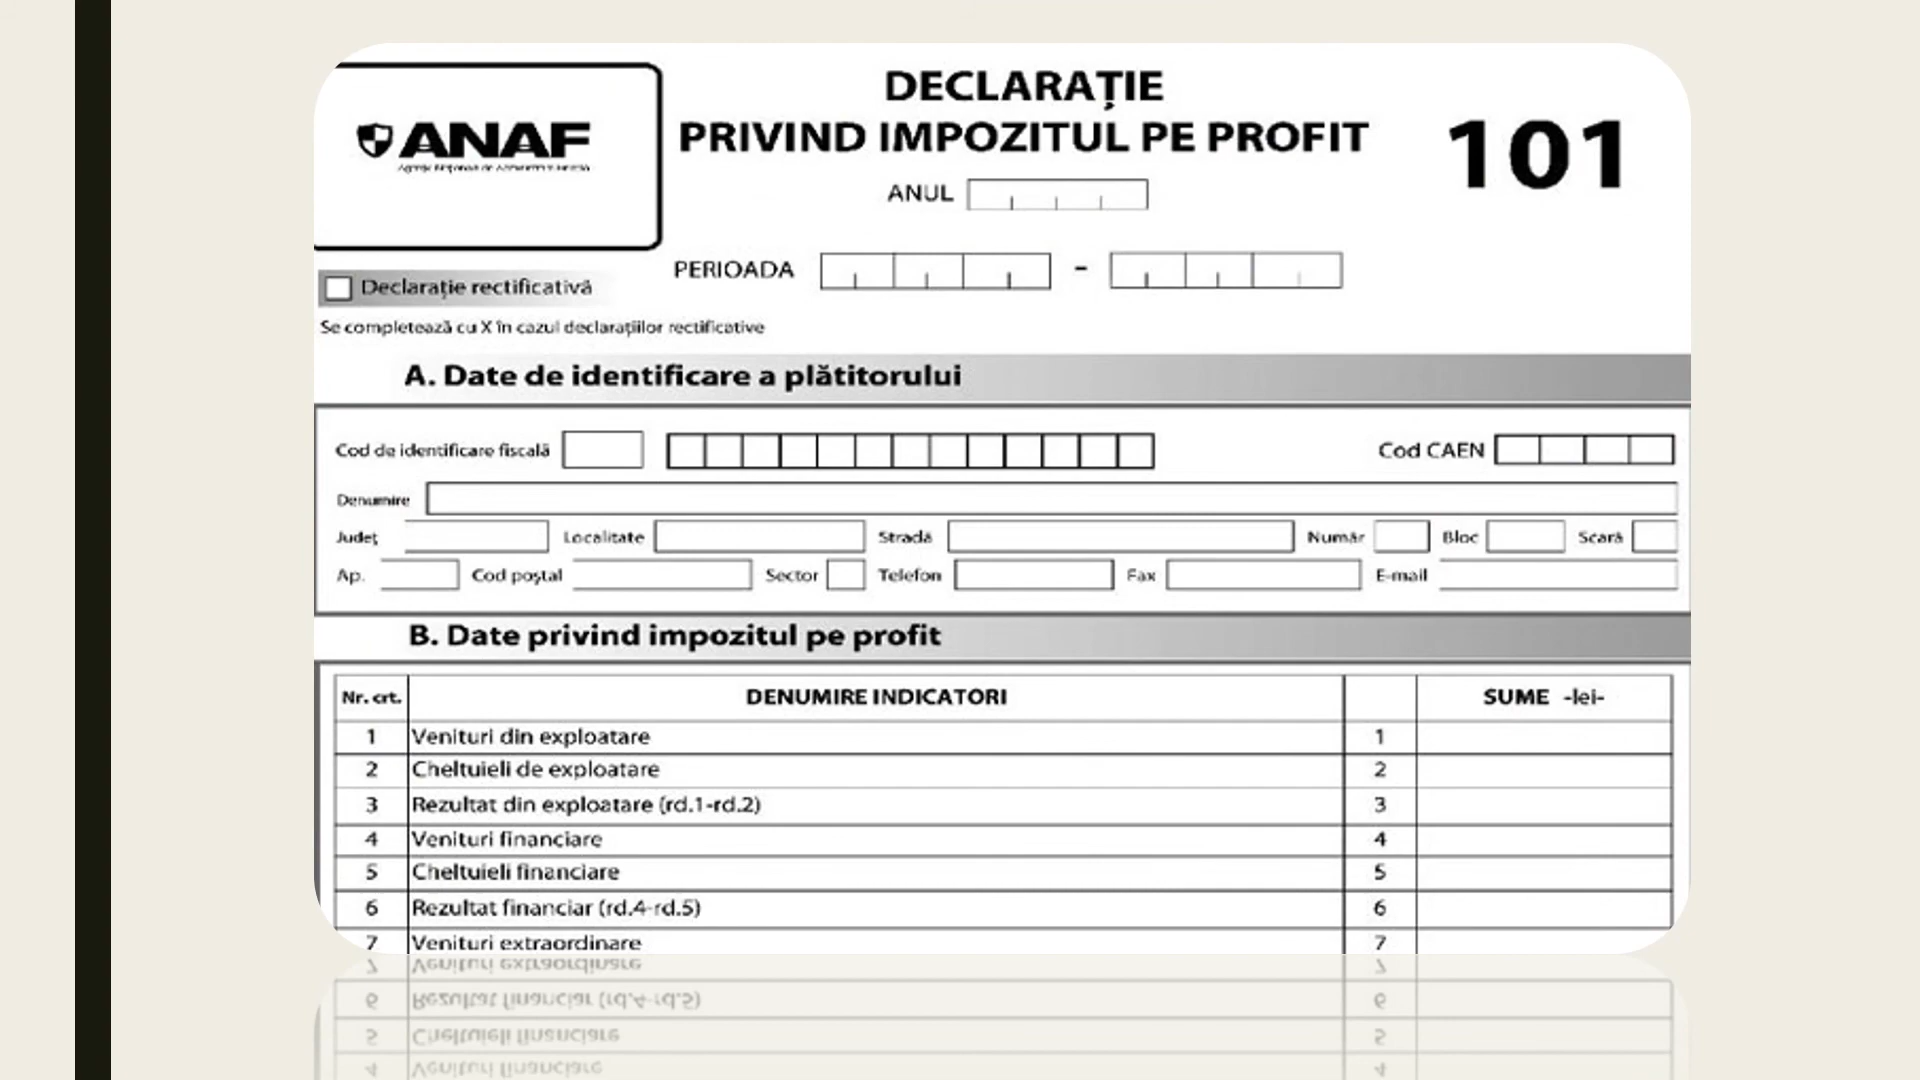 ANAF
DECLARAȚIE
PRIVIND IMPOZITUL PE PROFIT
101
ANUL
PERIOADA -
Declarație rectificativă
Se completează cu X în cazul declarațiilor rectificative
A. Date de identificare a plătitorului
Cod de identificare fiscală Cod CAEN
Denumire
Județ Localitate Stradă Număr Bloc Scară
Ap. Cod poștal Sector Telefon Fax E-mail
B. Date privind impozitul pe profit
Nr. crt. DENUMIRE INDICATORI SUME -lei-
1 Venituri din exploatare 1
2 Cheltuieli de exploatare 2
3 Rezultat din exploatare (rd.1-rd.2) 3
4 Venituri financiare 4
5 Cheltuieli financiare 5
6 Rezultat financiar (rd.4-rd.5) 6
7 Venituri extraordinare 7